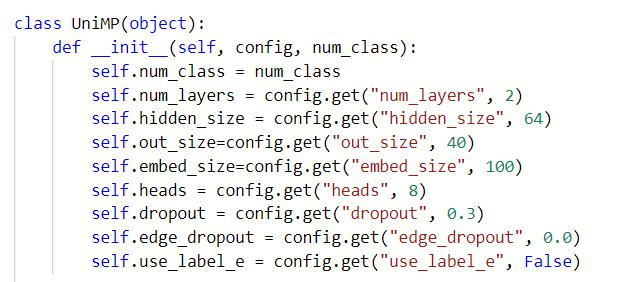 class UniMP(object):
    def __init__(self, config, num_class):
        self.num_class = num_class
        self.num_layers = config.get("num_layers", 2)
        self.hidden_size = config.get("hidden_size", 64)
        self.out_size=config.get("out_size", 40)
        self.embed_size=config.get("embed_size", 100)
        self.heads = config.get("heads", 8)
        self.dropout = config.get("dropout", 0.3)
        self.edge_dropout = config.get("edge_dropout", 0.0)
        self.use_label_e = config.get("use_label_e", False)